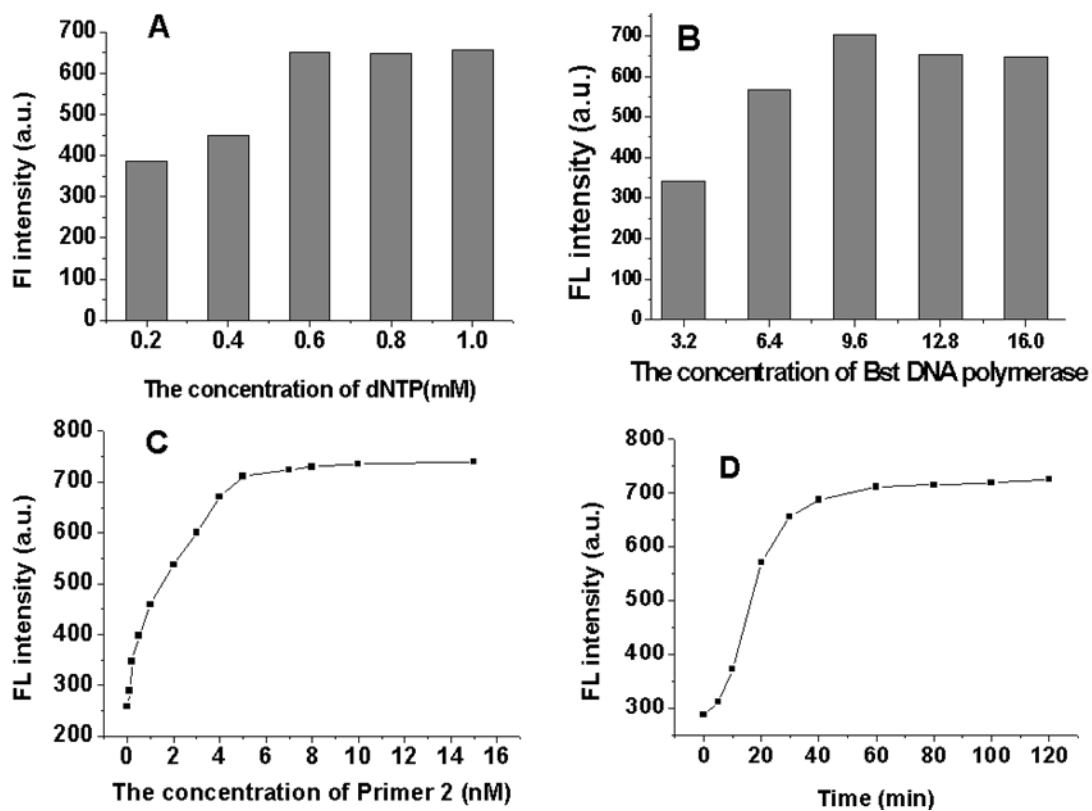 A
FI intensity (a.u.)
700
600
500
400
300
200
100
0
0.2 0.4 0.6 0.8 1.0
The concentration of dNTP(mM)
B
FL intensity (a.u.)
700
600
500
400
300
200
100
0
3.2 6.4 9.6 12.8 16.0
The concentration of Bst DNA polymerase
C
FL intensity (a.u.)
800
700
600
500
400
300
200
0 2 4 6 8 10 12 14 16
The concentration of Primer 2 (nM)
D
FL intensity (a.u.)
800
700
600
500
400
300
0 20 40 60 80 100 120
Time (min)